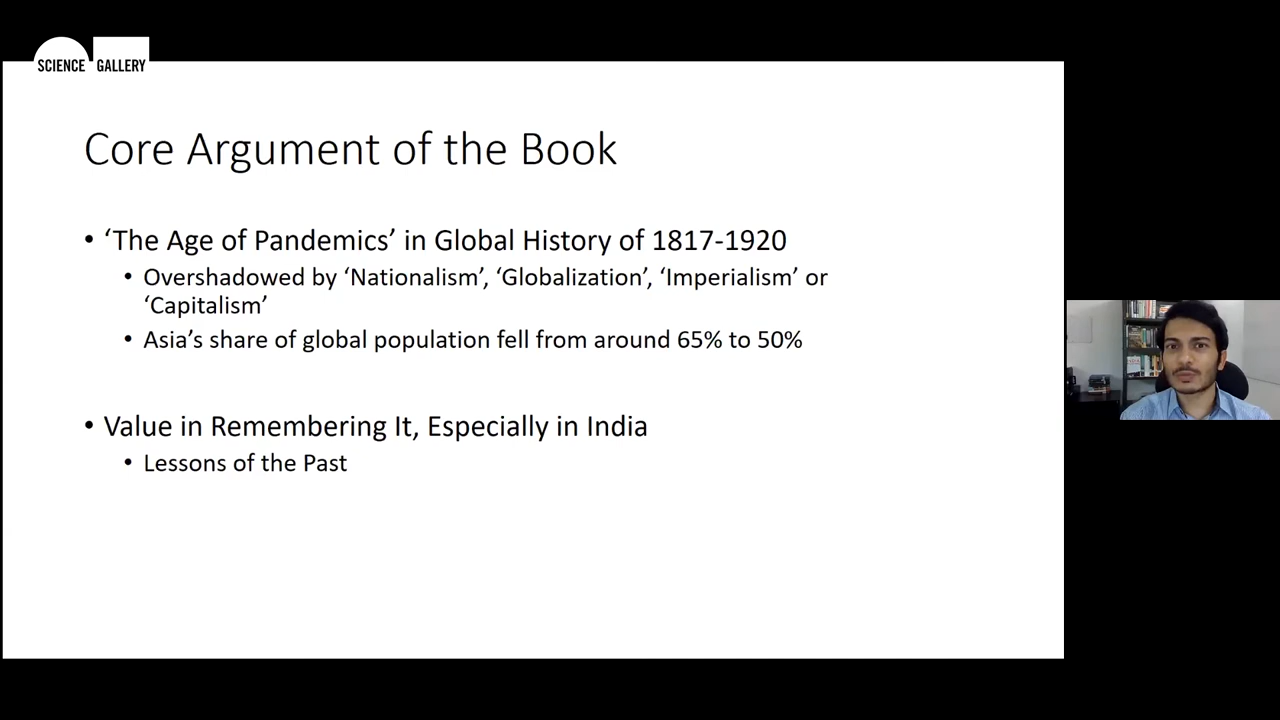 SCIENCE GALLERY
Core Argument of the Book
• ‘The Age of Pandemics’ in Global History of 1817-1920
• Overshadowed by ‘Nationalism’, ‘Globalization’, ‘Imperialism’ or
‘Capitalism’
• Asia’s share of global population fell from around 65% to 50%
• Value in Remembering It, Especially in India
• Lessons of the Past